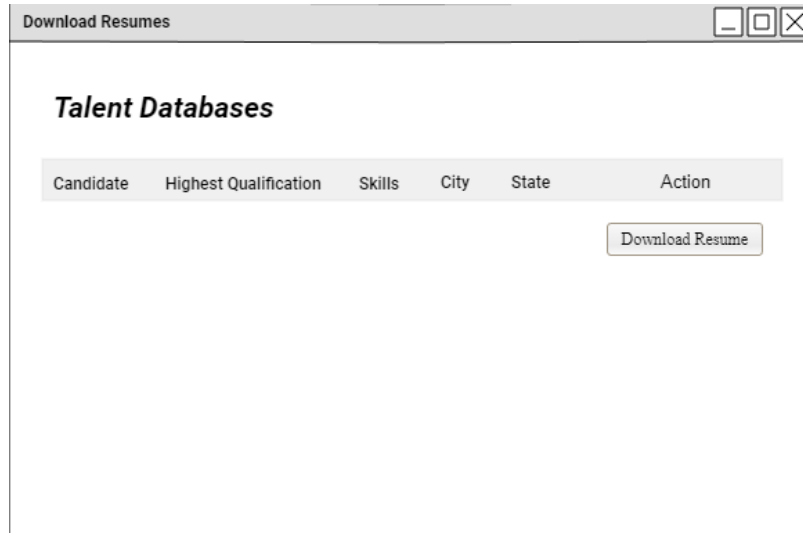 Download Resumes
Talent Databases
Candidate Highest Qualification Skills City State Action
Download Resume